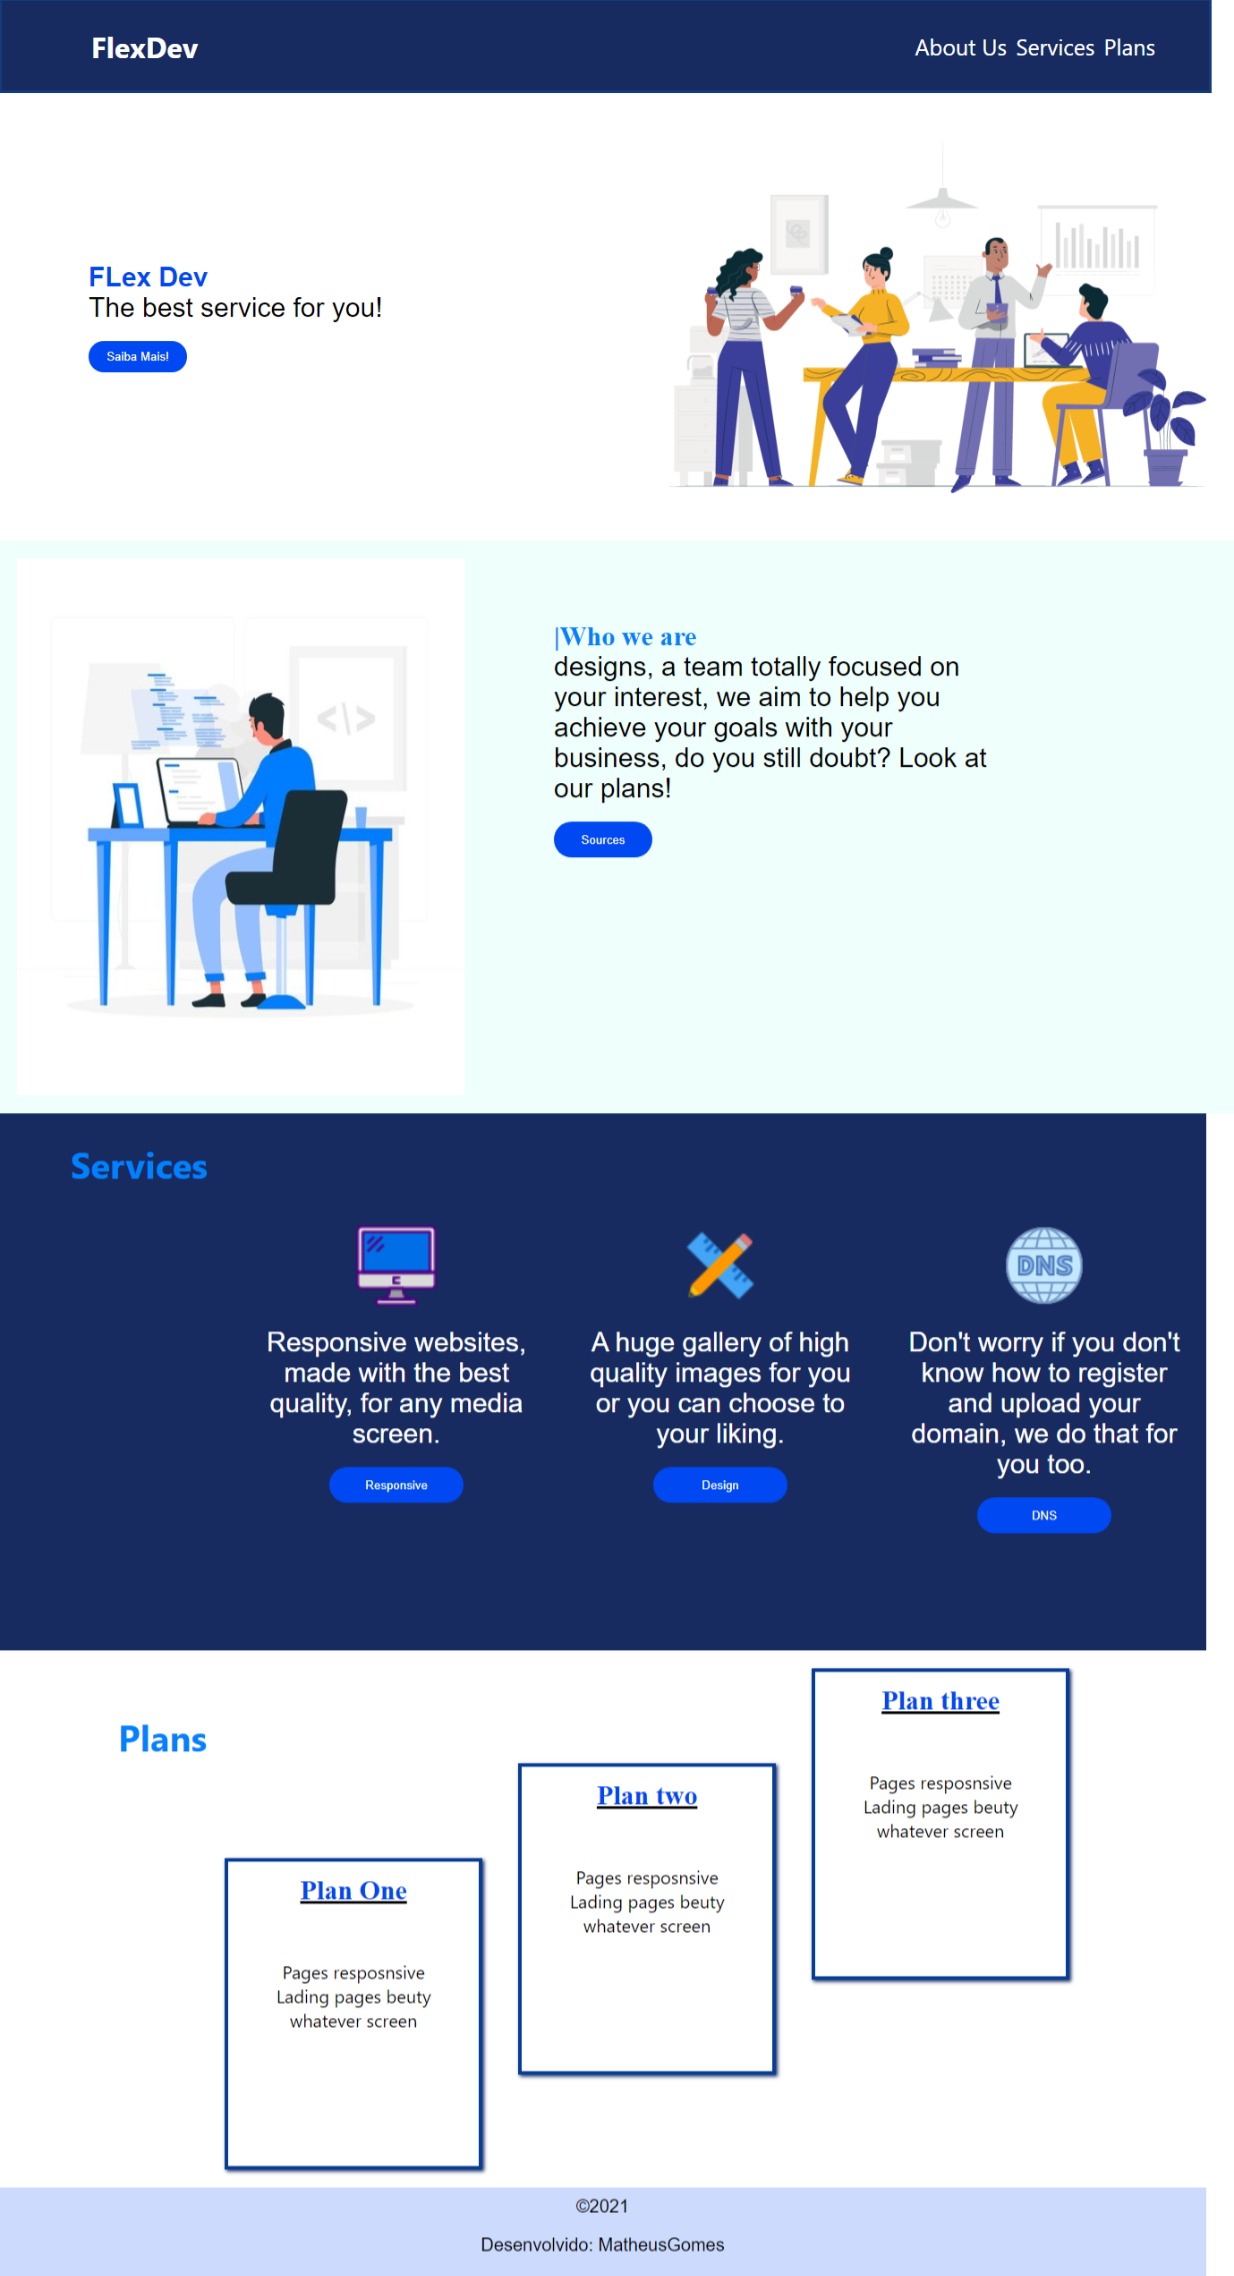 FlexDev
About Us Services Plans
FLex Dev
The best service for you!
Saiba Mais!
|Who we are
designs, a team totally focused on
your interest, we aim to help you
achieve your goals with your
business, do you still doubt? Look at
our plans!
Sources
Services
Responsive websites,
made with the best
quality, for any media
screen.
Responsive
A huge gallery of high
quality images for you
or you can choose to
your liking.
Design
DNS
Don't worry if you don't
know how to register
and upload your
domain, we do that for
you too.
DNS
Plans
Plan One
Pages resposnsive
Lading pages beuty
whatever screen
Plan two
Pages resposnsive
Lading pages beuty
whatever screen
Plan three
Pages resposnsive
Lading pages beuty
whatever screen
©2021
Desenvolvido: MatheusGomes